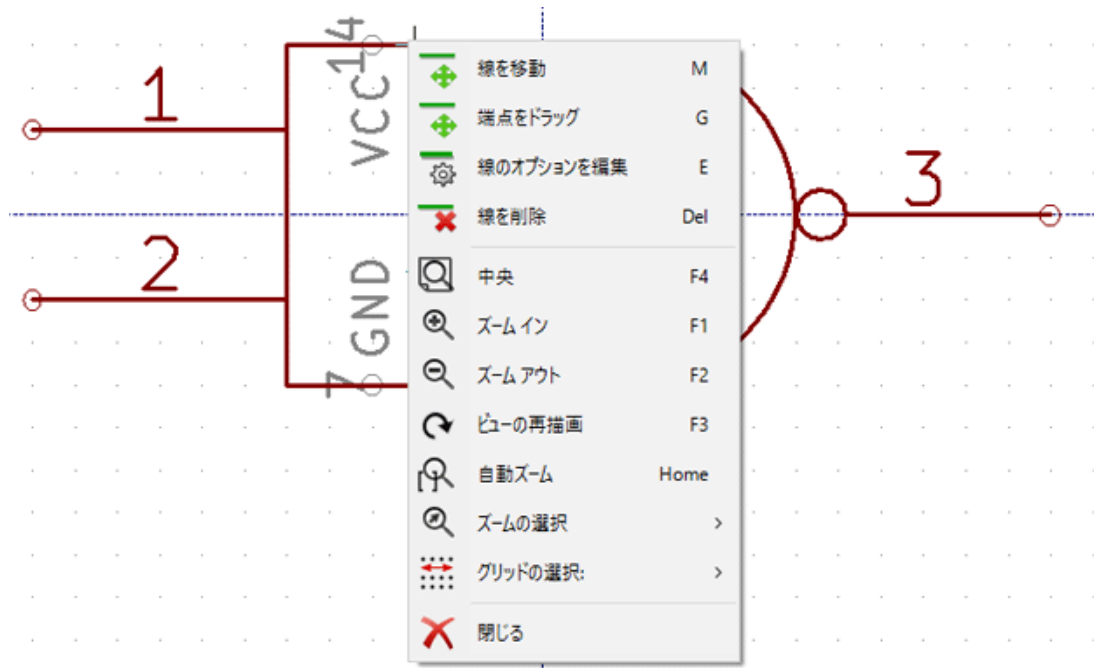 14
VCC
1
2
GND
7
3
線を移動 M
端点をドラッグ G
線のオプションを編集 E
線を削除 Del
中央 F4
ズーム イン F1
ズーム アウト F2
ビューの再描画 F3
自動ズーム Home
ズームの選択 >
グリッドの選択: >
閉じる